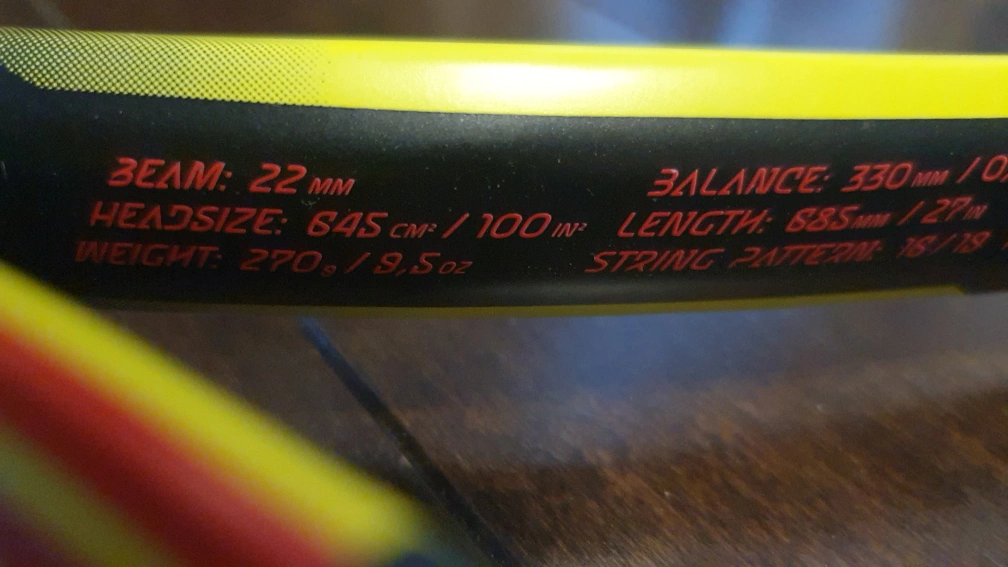 BEAM: 22 MM
HEADSIZE: 645 CM² / 100 IN²
WEIGHT: 270g / 9,5 OZ
BALANCE: 330 MM /
LENGTH: 685 MM / 27 IN
STRING PATTERN: 16/19